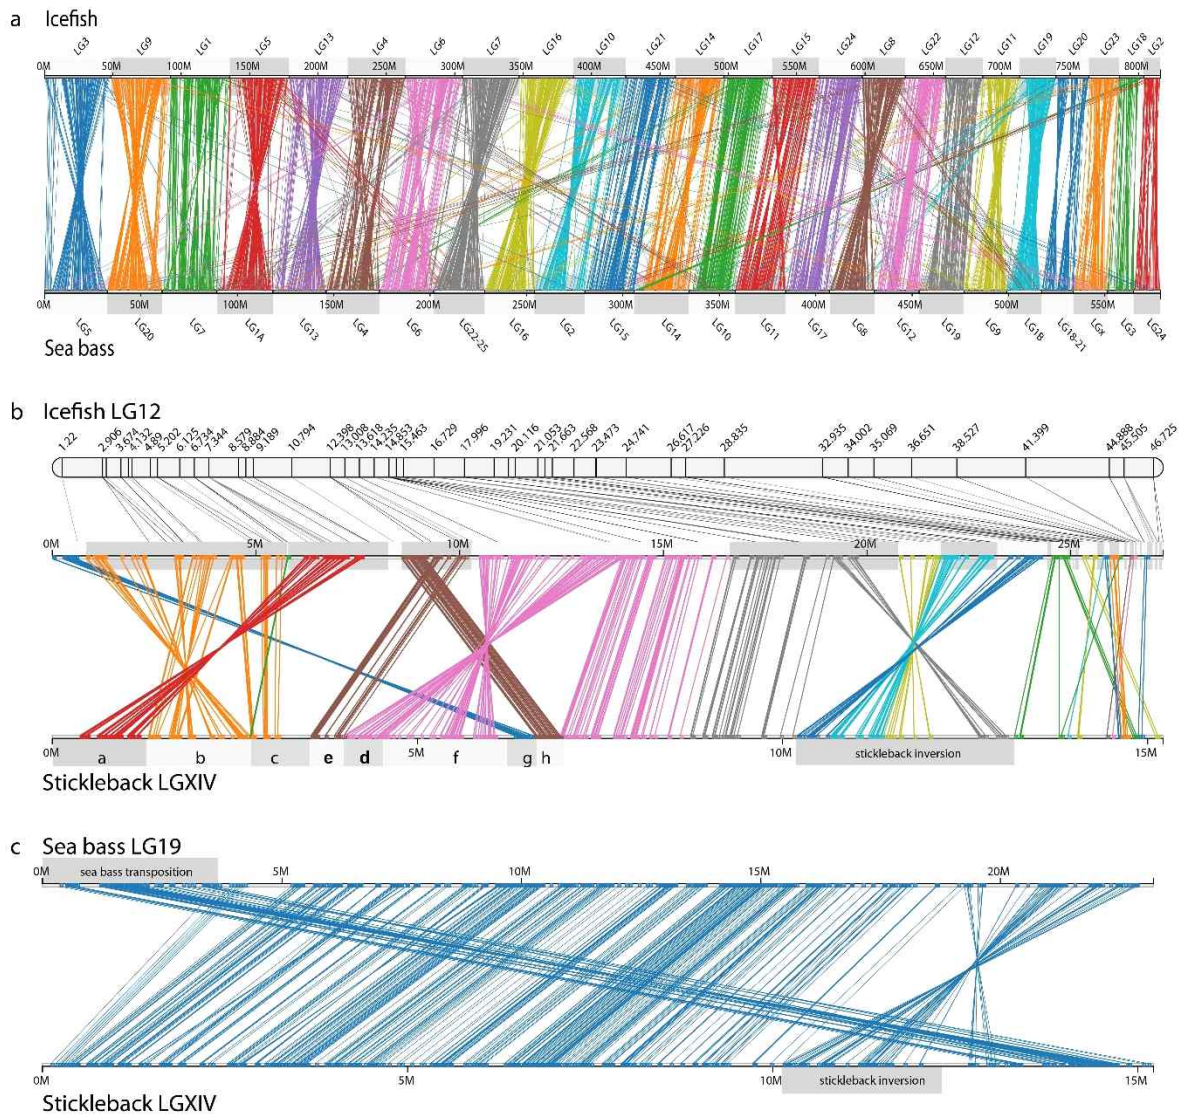 a Icefish
LG3 LG9 LG1 LG5 LG13 LG4 LG6 LG7 LG16 LG10 LG21 LG14 LG17 LG15 LG24 LG8 LG22 LG12 LG11 LG19 LG20 LG23 LG18 LG2
0M 50M 100M 150M 200M 250M 300M 350M 400M 450M 500M 550M 600M 650M 700M 750M 800M
0M 50M 100M 150M 200M 250M 300M 350M 400M 450M 500M 550M
LG5 LG20 LG7 LG1A LG13 LG4 LG6 LG22-25 LG16 LG2 LG15 LG14 LG10 LG11 LG17 LG8 LG12 LG19 LG9 LG18 LG18-21 LGx LG3 LG24
Sea bass
b Icefish LG12
1.22 2.906 3.674 4.132 4.89 5.202 6.125 6.734 7.344 8.579 8.884 9.189 10.794 12.398 13.008 13.618 14.235 14.853 15.463 16.729 17.996 19.231 20.116 21.053 21.663 22.568 23.473 24.741 26.617 27.226 28.835 32.935 34.002 35.069 36.651 38.527 41.399 44.888 45.505 46.725
0M 5M 10M 15M 20M 25M
0M 5M 10M 15M
a b c e d f g h stickleback inversion
Stickleback LGXIV
c Sea bass LG19
0M 5M 10M 15M 20M
sea bass transposition
0M 5M 10M 15M
stickleback inversion
Stickleback LGXIV